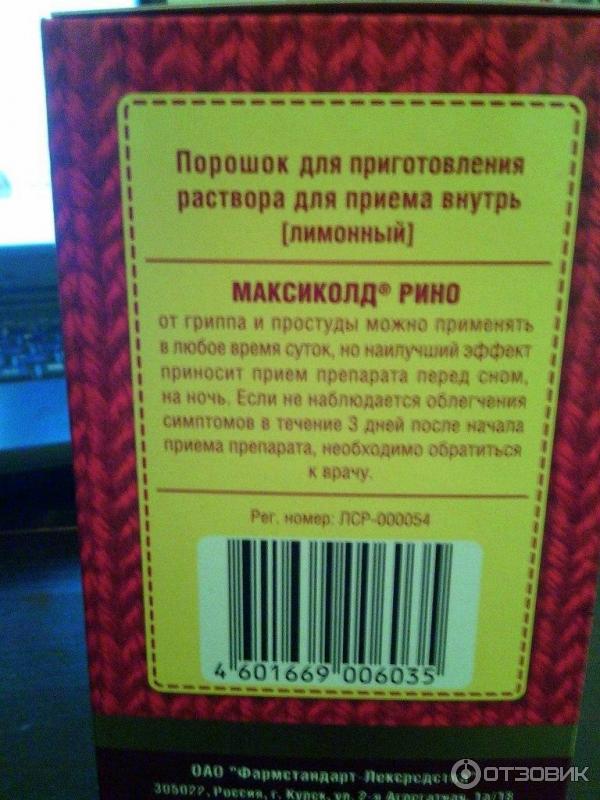 Порошок для приготовления
раствора для приема внутрь
[лимонный]
МАКСИКОЛД® РИНО
от гриппа и простуды можно применять
в любое время суток, но наилучший эффект
приносит прием препарата перед сном,
на ночь. Если не наблюдается облегчения
симптомов в течение 3 дней после начала
приема препарата, необходимо обратиться
к врачу.
Рег. номер: ЛСР-000054
4 601669 006035
ОАО "Фармстандарт-Лексредства"
305022, Россия, г. Курск, ул. 2-я Агрегатная, 1а/18
ОТЗОВИК